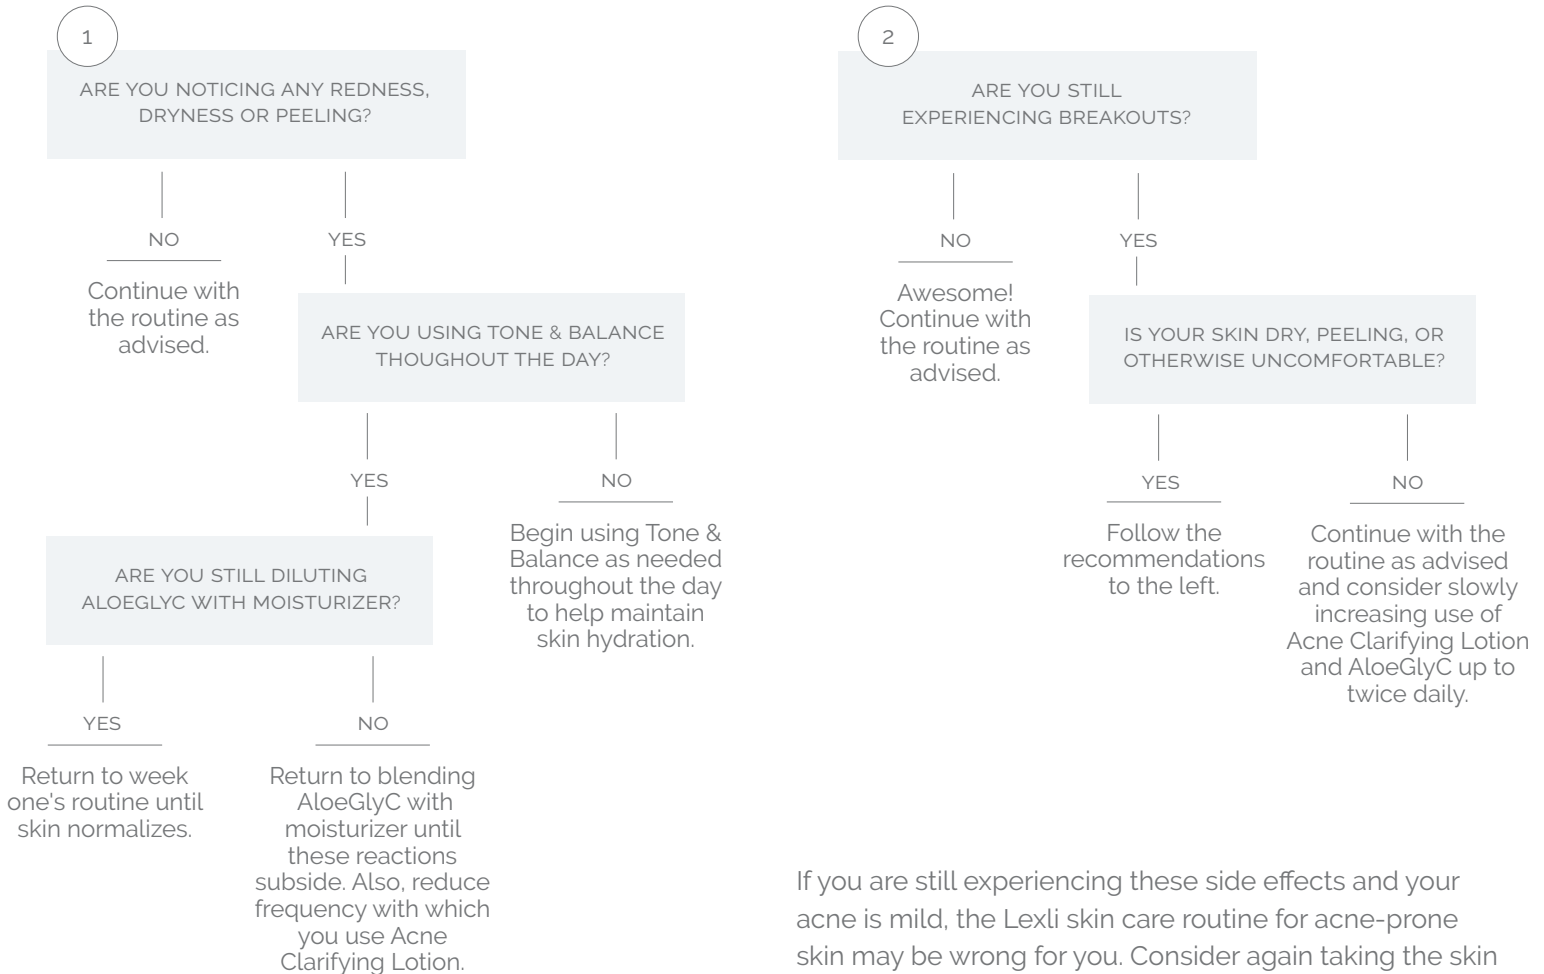 1
ARE YOU NOTICING ANY REDNESS,
DRYNESS OR PEELING?
NO
Continue with
the routine as
advised.
YES
ARE YOU USING TONE & BALANCE
THOUGHOUT THE DAY?
YES
ARE YOU STILL DILUTING
ALOEGLYC WITH MOISTURIZER?
YES
Return to week
one's routine until
skin normalizes.
NO
Return to blending
AloeGlyC with
moisturizer until
these reactions
subside. Also, reduce
frequency with which
you use Acne
Clarifying Lotion.
NO
Begin using Tone &
Balance as needed
throughout the day
to help maintain
skin hydration.
2
ARE YOU STILL
EXPERIENCING BREAKOUTS?
NO
Awesome!
Continue with
the routine as
advised.
YES
IS YOUR SKIN DRY, PEELING, OR
OTHERWISE UNCOMFORTABLE?
YES
Follow the
recommendations
to the left.
NO
Continue with the
routine as advised
and consider slowly
increasing use of
Acne Clarifying Lotion
and AloeGlyC up to
twice daily.
If you are still experiencing these side effects and your
acne is mild, the Lexli skin care routine for acne-prone
skin may be wrong for you. Consider again taking the skin